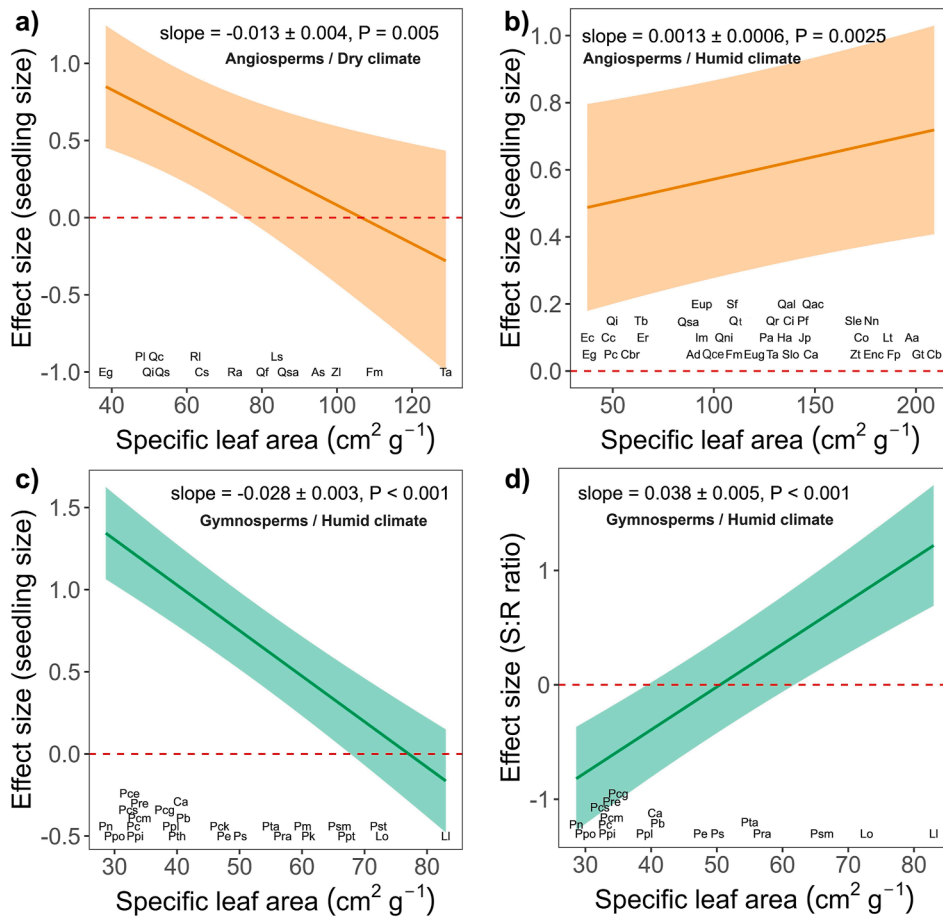 a)
slope = -0.013 ± 0.004, P = 0.005
Angiosperms / Dry climate
Effect size (seedling size)
1.0
0.5
0.0
-1.0
Pl Qc Rl Ls
Eg Qi Qs Cs Ra Qf Qsa As Zl Fm Ta
40 60 80 100 120
Specific leaf area (cm² g⁻¹)
b)
slope = 0.0013 ± 0.0006, P = 0.0025
Angiosperms / Humid climate
Effect size (seedling size)
1.0
0.8
0.6
0.4
0.2
0.0
Eup Sf Qal Qac
Qi Tb Qsa Qt Qr Ci Pf Sle Nn
Ec Cc Er Im Qni Pa Ha Jp Co Lt Aa
Eg Pc Cbr Ad Qce Fm Eug Ta Slo Ca Zt Enc Fp Gt Cb
50 100 150 200
Specific leaf area (cm² g⁻¹)
c)
slope = -0.028 ± 0.003, P < 0.001
Gymnosperms / Humid climate
Effect size (seedling size)
1.5
1.0
0.5
0.0
-0.5
Pce
Pre Ca
Pcs Pcg
Pcm Pb
Pn Pc Ppl Pck Pta Pm Psm Pst
Ppo Ppi Pth Pe Ps Pra Pk Ppt Lo Ll
30 40 50 60 70 80
Specific leaf area (cm² g⁻¹)
d)
slope = 0.038 ± 0.005, P < 0.001
Gymnosperms / Humid climate
Effect size (S:R ratio)
1
0
-1
Pcg
Pre
Pcs
Pcm Ca
Pn Pc Pb Pta
Ppo Ppi Ppl Pe Ps Pra Psm Lo Ll
30 40 50 60 70 80
Specific leaf area (cm² g⁻¹)